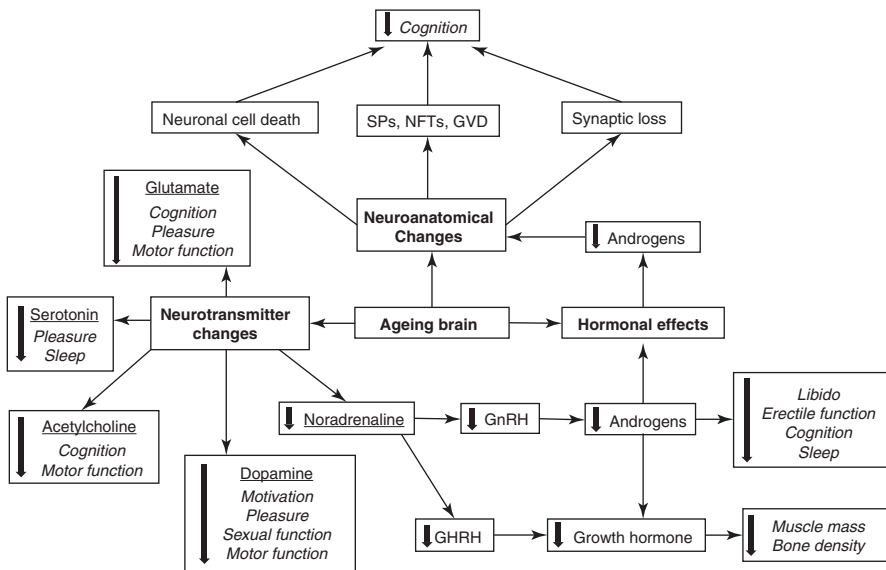 Cognition
Neuronal cell death
SPs, NFTs, GVD
Synaptic loss
Glutamate
Cognition
Pleasure
Motor function
Neuroanatomical
Changes
Androgens
Serotonin
Pleasure
Sleep
Neurotransmitter
changes
Ageing brain
Hormonal effects
Acetylcholine
Cognition
Motor function
Noradrenaline
GnRH
Androgens
Libido
Erectile function
Cognition
Sleep
Dopamine
Motivation
Pleasure
Sexual function
Motor function
GHRH
Growth hormone
Muscle mass
Bone density